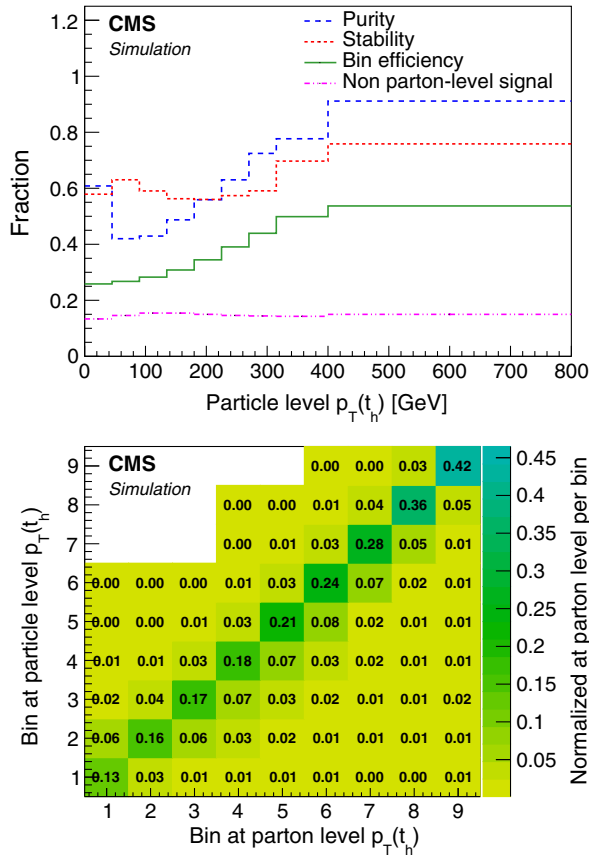 CMS
Simulation
Purity
Stability
Bin efficiency
Non parton-level signal
Fraction
1.2
1
0.8
0.6
0.4
0.2
0
0 100 200 300 400 500 600 700 800
Particle level p_T(t_h) [GeV]
CMS
Simulation
Bin at particle level p_T(t_h)
9 0.00 0.00 0.03 0.42
8 0.00 0.00 0.01 0.04 0.36 0.05
7 0.00 0.01 0.03 0.28 0.05 0.01
6 0.00 0.00 0.00 0.01 0.03 0.24 0.07 0.02 0.01
5 0.00 0.00 0.01 0.03 0.21 0.08 0.02 0.01 0.01
4 0.01 0.01 0.03 0.18 0.07 0.03 0.02 0.01 0.01
3 0.02 0.04 0.17 0.07 0.03 0.02 0.01 0.01 0.02
2 0.06 0.16 0.06 0.03 0.02 0.01 0.01 0.01 0.01
1 0.13 0.03 0.01 0.01 0.01 0.01 0.00 0.00 0.01
1 2 3 4 5 6 7 8 9
Bin at parton level p_T(t_h)
0.45
0.4
0.35
0.3
0.25
0.2
0.15
0.1
0.05
Normalized at parton level per bin